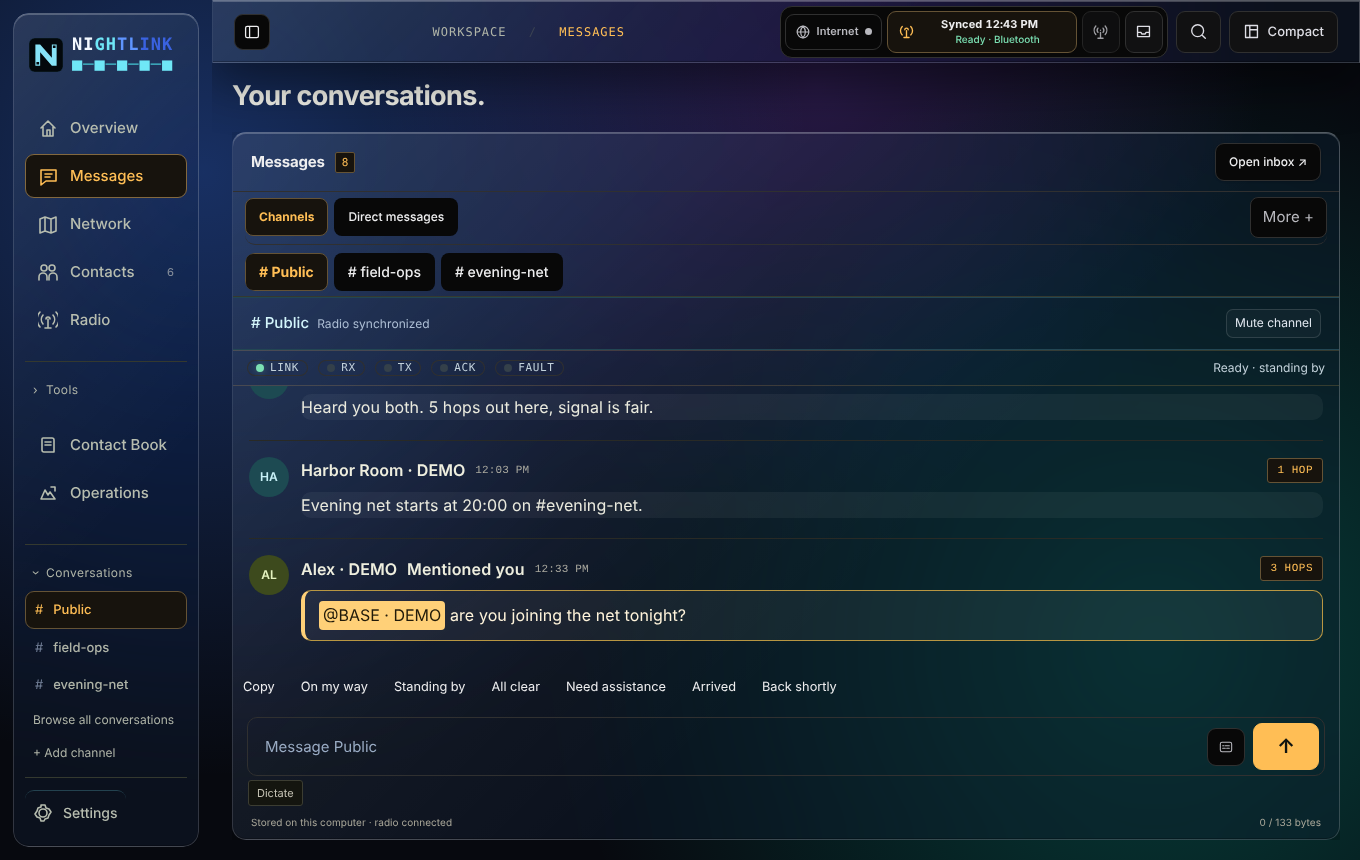 NIGHTLINK
Overview
Messages
Network
Contacts 6
Radio
Tools
Contact Book
Operations
Conversations
# Public
# field-ops
# evening-net
Browse all conversations
+ Add channel
Settings
WORKSPACE / MESSAGES
Internet
Synced 12:43 PM
Ready · Bluetooth
Compact
Your conversations.
Messages 8
Open inbox ↗
Channels Direct messages
More +
# Public # field-ops # evening-net
# Public Radio synchronized
Mute channel
LINK RX TX ACK FAULT
Ready · standing by
Heard you both. 5 hops out here, signal is fair.
HA Harbor Room · DEMO 12:03 PM 1 HOP
Evening net starts at 20:00 on #evening-net.
AL Alex · DEMO Mentioned you 12:33 PM 3 HOPS
@BASE · DEMO are you joining the net tonight?
Copy On my way Standing by All clear Need assistance Arrived Back shortly
Message Public
Dictate
Stored on this computer · radio connected
0 / 133 bytes